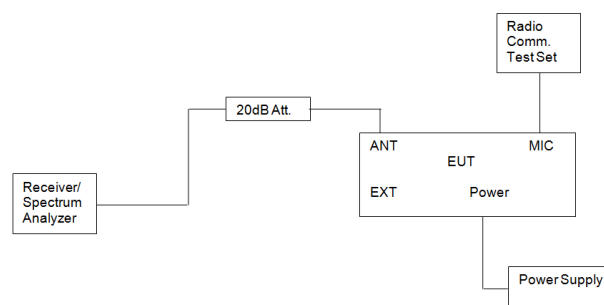 Radio
Comm.
Test Set
20dB Att.
ANT
MIC
EUT
EXT
Power
Receiver/
Spectrum
Analyzer
Power Supply